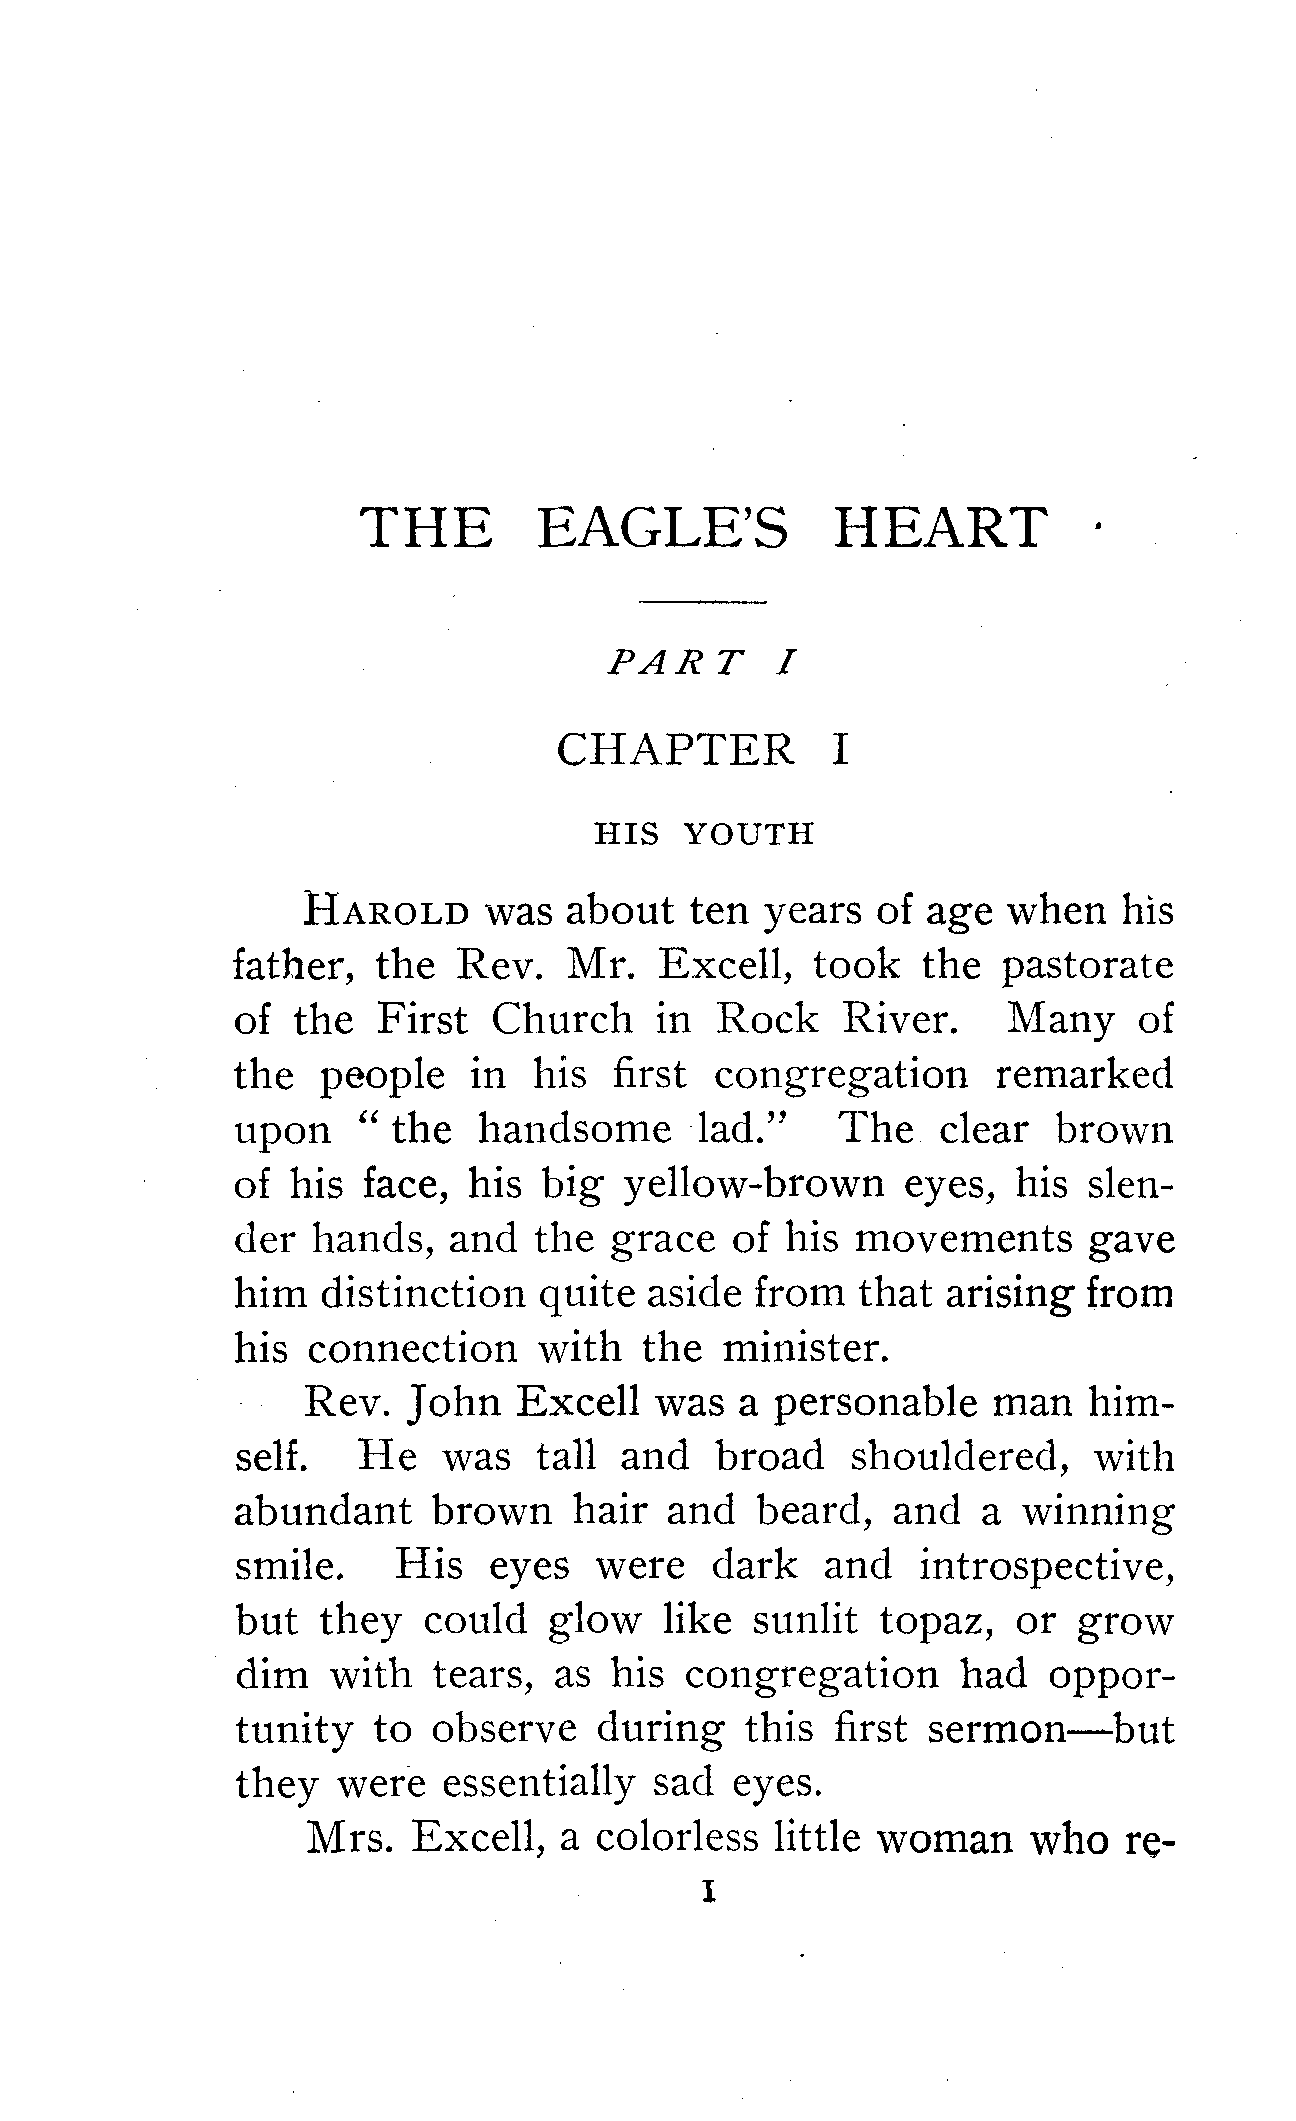 THE EAGLE'S HEART
PART I
CHAPTER I
HIS YOUTH
HAROLD was about ten years of age when his
father, the Rev. Mr. Excell, took the pastorate
of the First Church in Rock River. Many of
the people in his first congregation remarked
upon " the handsome lad." The clear brown
of his face, his big yellow-brown eyes, his slen-
der hands, and the grace of his movements gave
him distinction quite aside from that arising from
his connection with the minister.
Rev. John Excell was a personable man him-
self. He was tall and broad shouldered, with
abundant brown hair and beard, and a winning
smile. His eyes were dark and introspective,
but they could glow like sunlit topaz, or grow
dim with tears, as his congregation had oppor-
tunity to observe during this first sermon—but
they were essentially sad eyes.
Mrs. Excell, a colorless little woman who re-
1